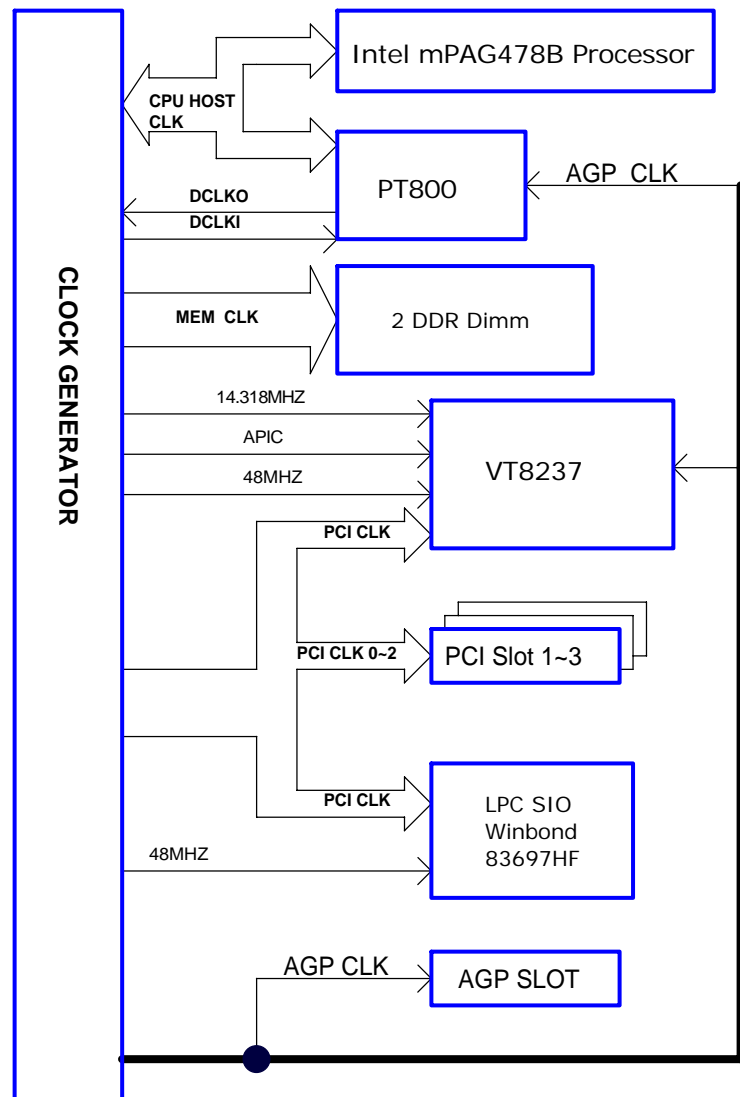 Intel mPAG478B Processor
CPU HOST
CLK
PT800
AGP CLK
DCLKO
DCLKI
CLOCK GENERATOR
MEM CLK
2 DDR Dimm
14.318MHZ
APIC
48MHZ
VT8237
PCI CLK
PCI CLK 0~2
PCI Slot 1~3
PCI CLK
LPC SIO
Winbond
83697HF
48MHZ
AGP CLK
AGP SLOT